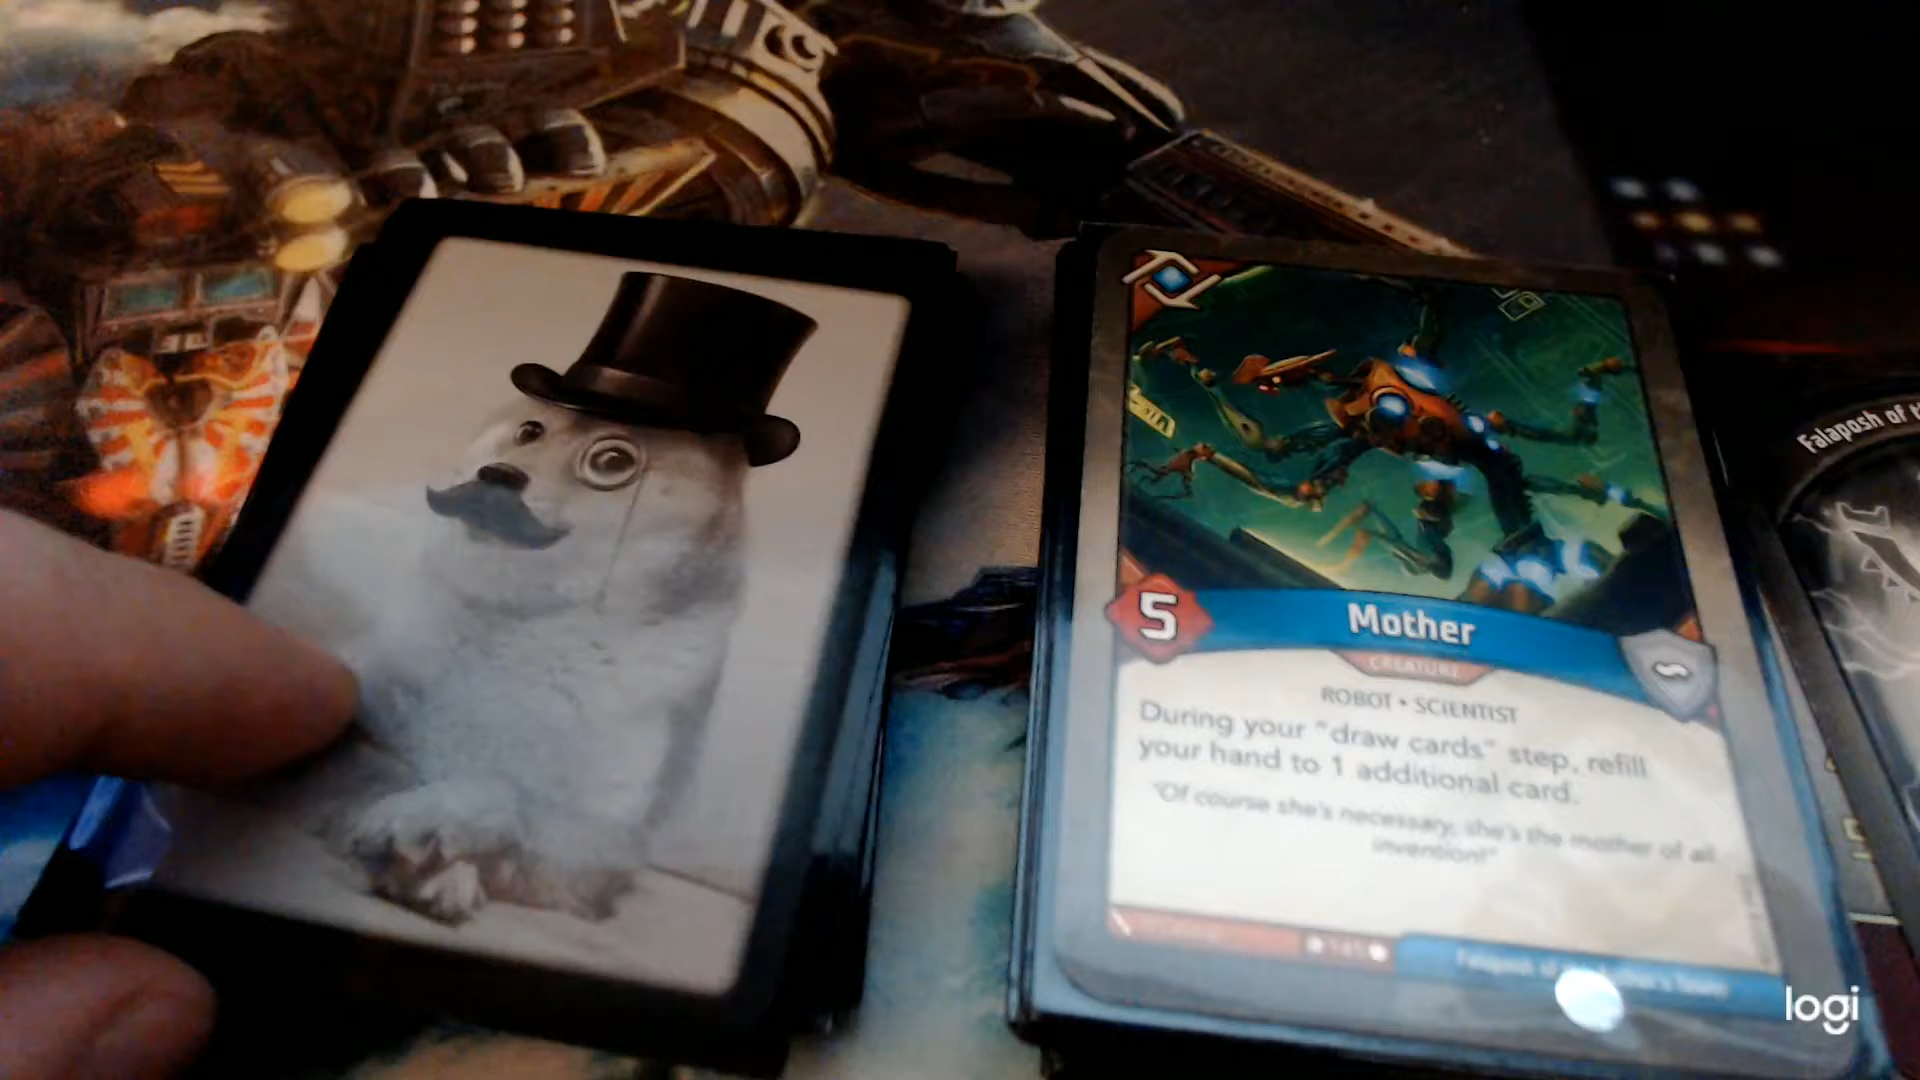 Falaposh of
5
Mother
CREATURE
ROBOT • SCIENTIST
During your "draw cards" step, refill
your hand to 1 additional card.
"Of course she's necessary, she's the mother of all
invention!"
logi